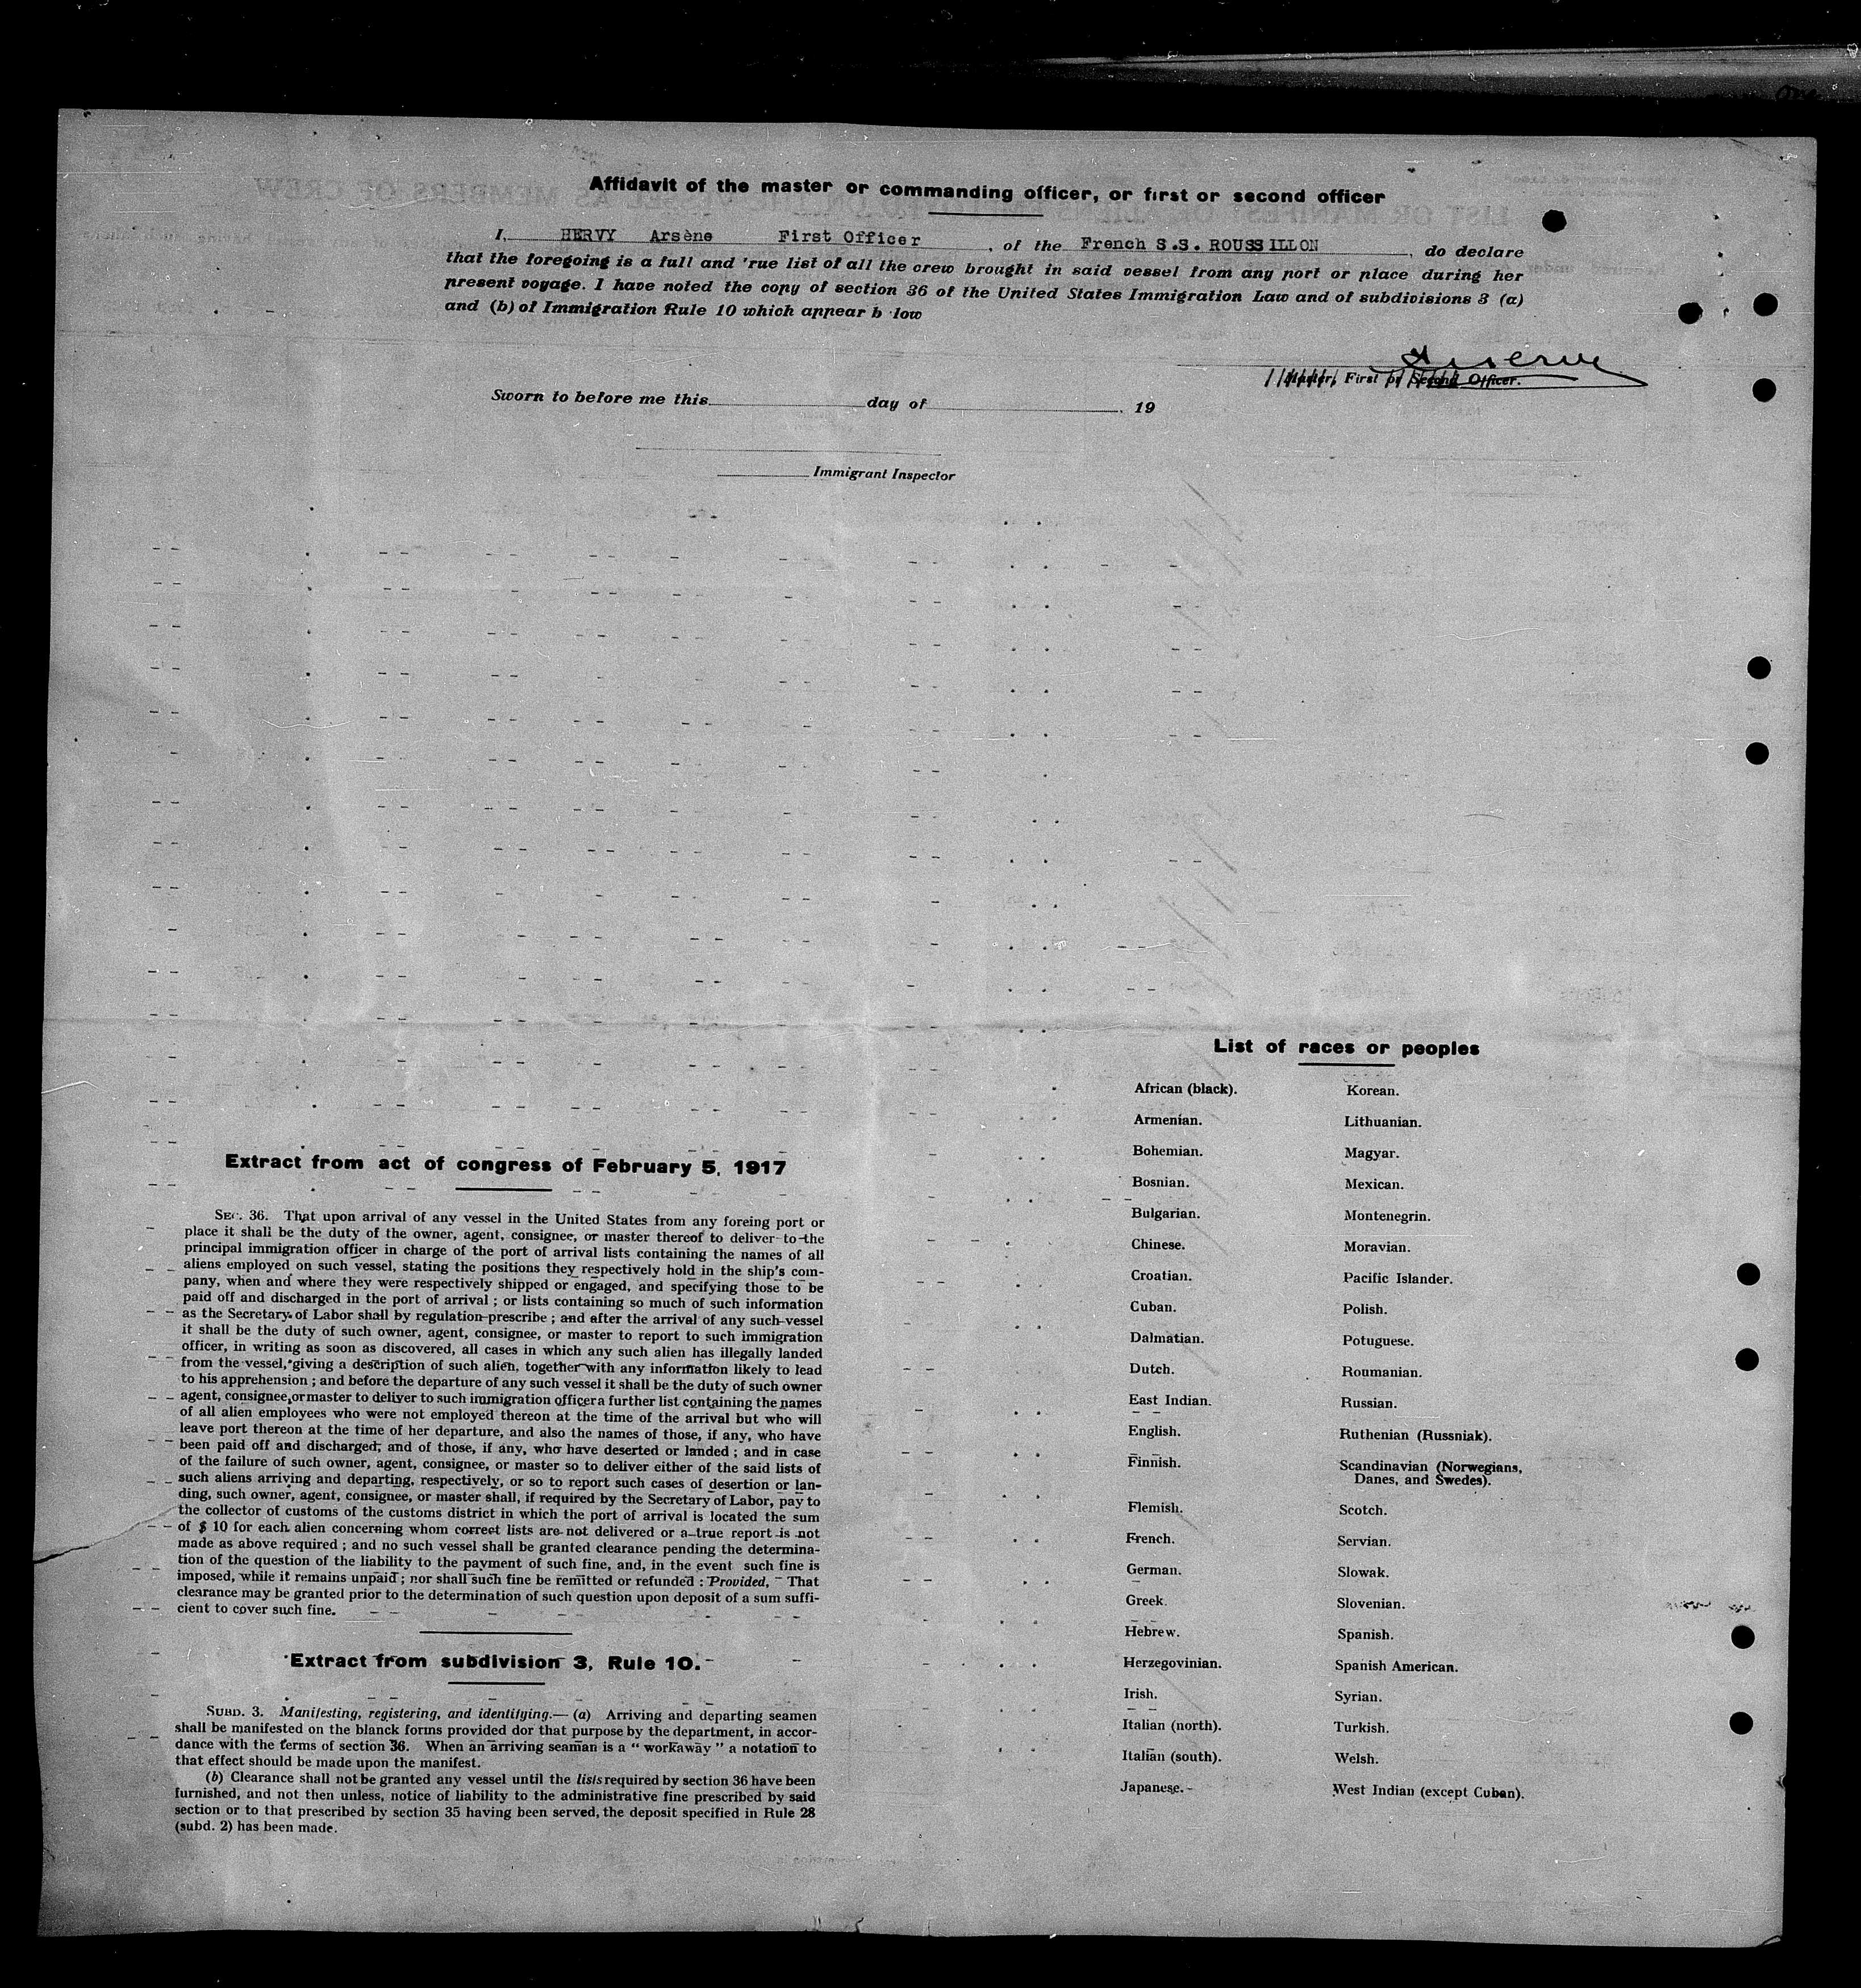 Affidavit of the master or commanding officer, or first or second officer
I, HERVY Arsène First Officer, of the French S.S. ROUSSILLON, do declare
that the foregoing is a full and 'rue list of all the crew brought in said vessel from any port or place during her
present voyage. I have noted the copy of section 36 of the United States Immigration Law and of subdivisions 3 (a)
and (b) of Immigration Rule 10 which appear b low
Master, First or Second Officer.
Sworn to before me this day of , 19
Immigrant Inspector
List of races or peoples
African (black).
Armenian.
Bohemian.
Bosnian.
Bulgarian.
Chinese.
Croatian.
Cuban.
Dalmatian.
Dutch.
East Indian.
English.
Finnish.
Flemish.
French.
German.
Greek.
Hebrew.
Herzegovinian.
Irish.
Italian (north).
Italian (south).
Japanese.
Korean.
Lithuanian.
Magyar.
Mexican.
Montenegrin.
Moravian.
Pacific Islander.
Polish.
Potuguese.
Roumanian.
Russian.
Ruthenian (Russniak).
Scandinavian (Norwegians,
Danes, and Swedes).
Scotch.
Servian.
Slowak.
Slovenian.
Spanish.
Spanish American.
Syrian.
Turkish.
Welsh.
West Indian (except Cuban).
Extract from act of congress of February 5, 1917
SEC. 36. That upon arrival of any vessel in the United States from any foreing port or
place it shall be the duty of the owner, agent, consignee, or master thereof to deliver to the
principal immigration officer in charge of the port of arrival lists containing the names of all
aliens employed on such vessel, stating the positions they respectively hold in the ship's com-
pany, when and where they were respectively shipped or engaged, and specifying those to be
paid off and discharged in the port of arrival ; or lists containing so much of such information
as the Secretary of Labor shall by regulation prescribe ; and after the arrival of any such vessel
it shall be the duty of such owner, agent, consignee, or master to report to such immigration
officer, in writing as soon as discovered, all cases in which any such alien has illegally landed
from the vessel, giving a description of such alien, together with any information likely to lead
to his apprehension ; and before the departure of any such vessel it shall be the duty of such owner
agent, consignee, or master to deliver to such immigration officer a further list containing the names
of all alien employees who were not employed thereon at the time of the arrival but who will
leave port thereon at the time of her departure, and also the names of those, if any, who have
been paid off and discharged, and of those, if any, who have deserted or landed ; and in case
of the failure of such owner, agent, consignee, or master so to deliver either of the said lists of
such aliens arriving and departing, respectively, or so to report such cases of desertion or lan-
ding, such owner, agent, consignee, or master shall, if required by the Secretary of Labor, pay to
the collector of customs of the customs district in which the port of arrival is located the sum
of $ 10 for each alien concerning whom correct lists are not delivered or a true report is not
made as above required ; and no such vessel shall be granted clearance pending the determina-
tion of the question of the liability to the payment of such fine, and, in the event such fine is
imposed, while it remains unpaid ; nor shall such fine be remitted or refunded : Provided, That
clearance may be granted prior to the determination of such question upon deposit of a sum suffi-
cient to cover such fine.
Extract from subdivision 3, Rule 10.
SUBD. 3. Manifesting, registering, and identifying.— (a) Arriving and departing seamen
shall be manifested on the blanck forms provided dor that purpose by the department, in accor-
dance with the terms of section 36. When an arriving seaman is a " workaway " a notation to
that effect should be made upon the manifest.
(b) Clearance shall not be granted any vessel until the lists required by section 36 have been
furnished, and not then unless, notice of liability to the administrative fine prescribed by said
section or to that prescribed by section 35 having been served, the deposit specified in Rule 28
(subd. 2) has been made.